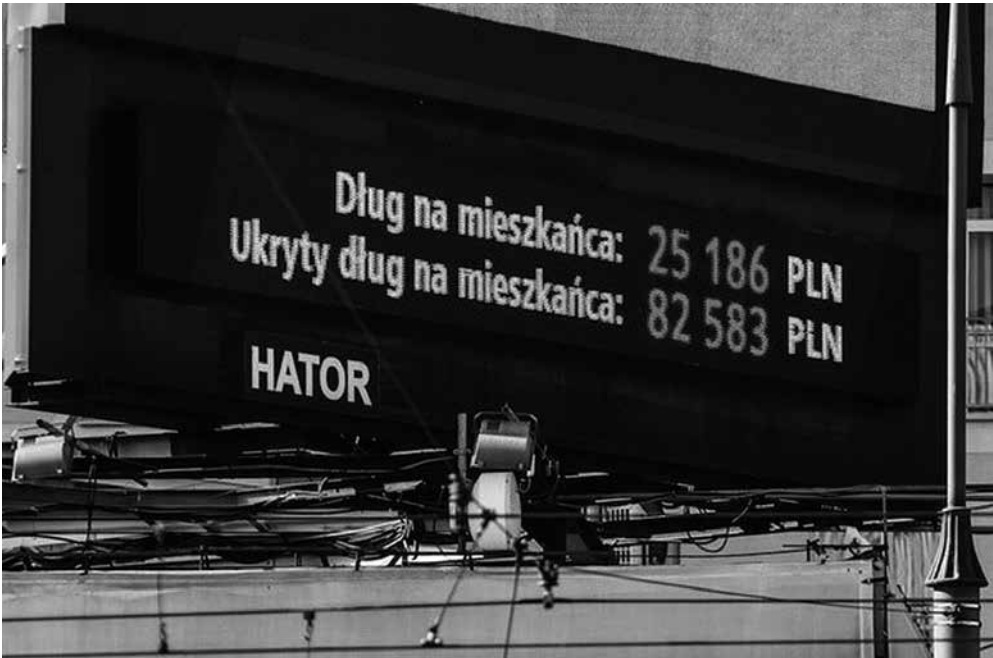 Dług na mieszkańca: 25 186 PLN
Ukryty dług na mieszkańca: 82 583 PLN
HATOR